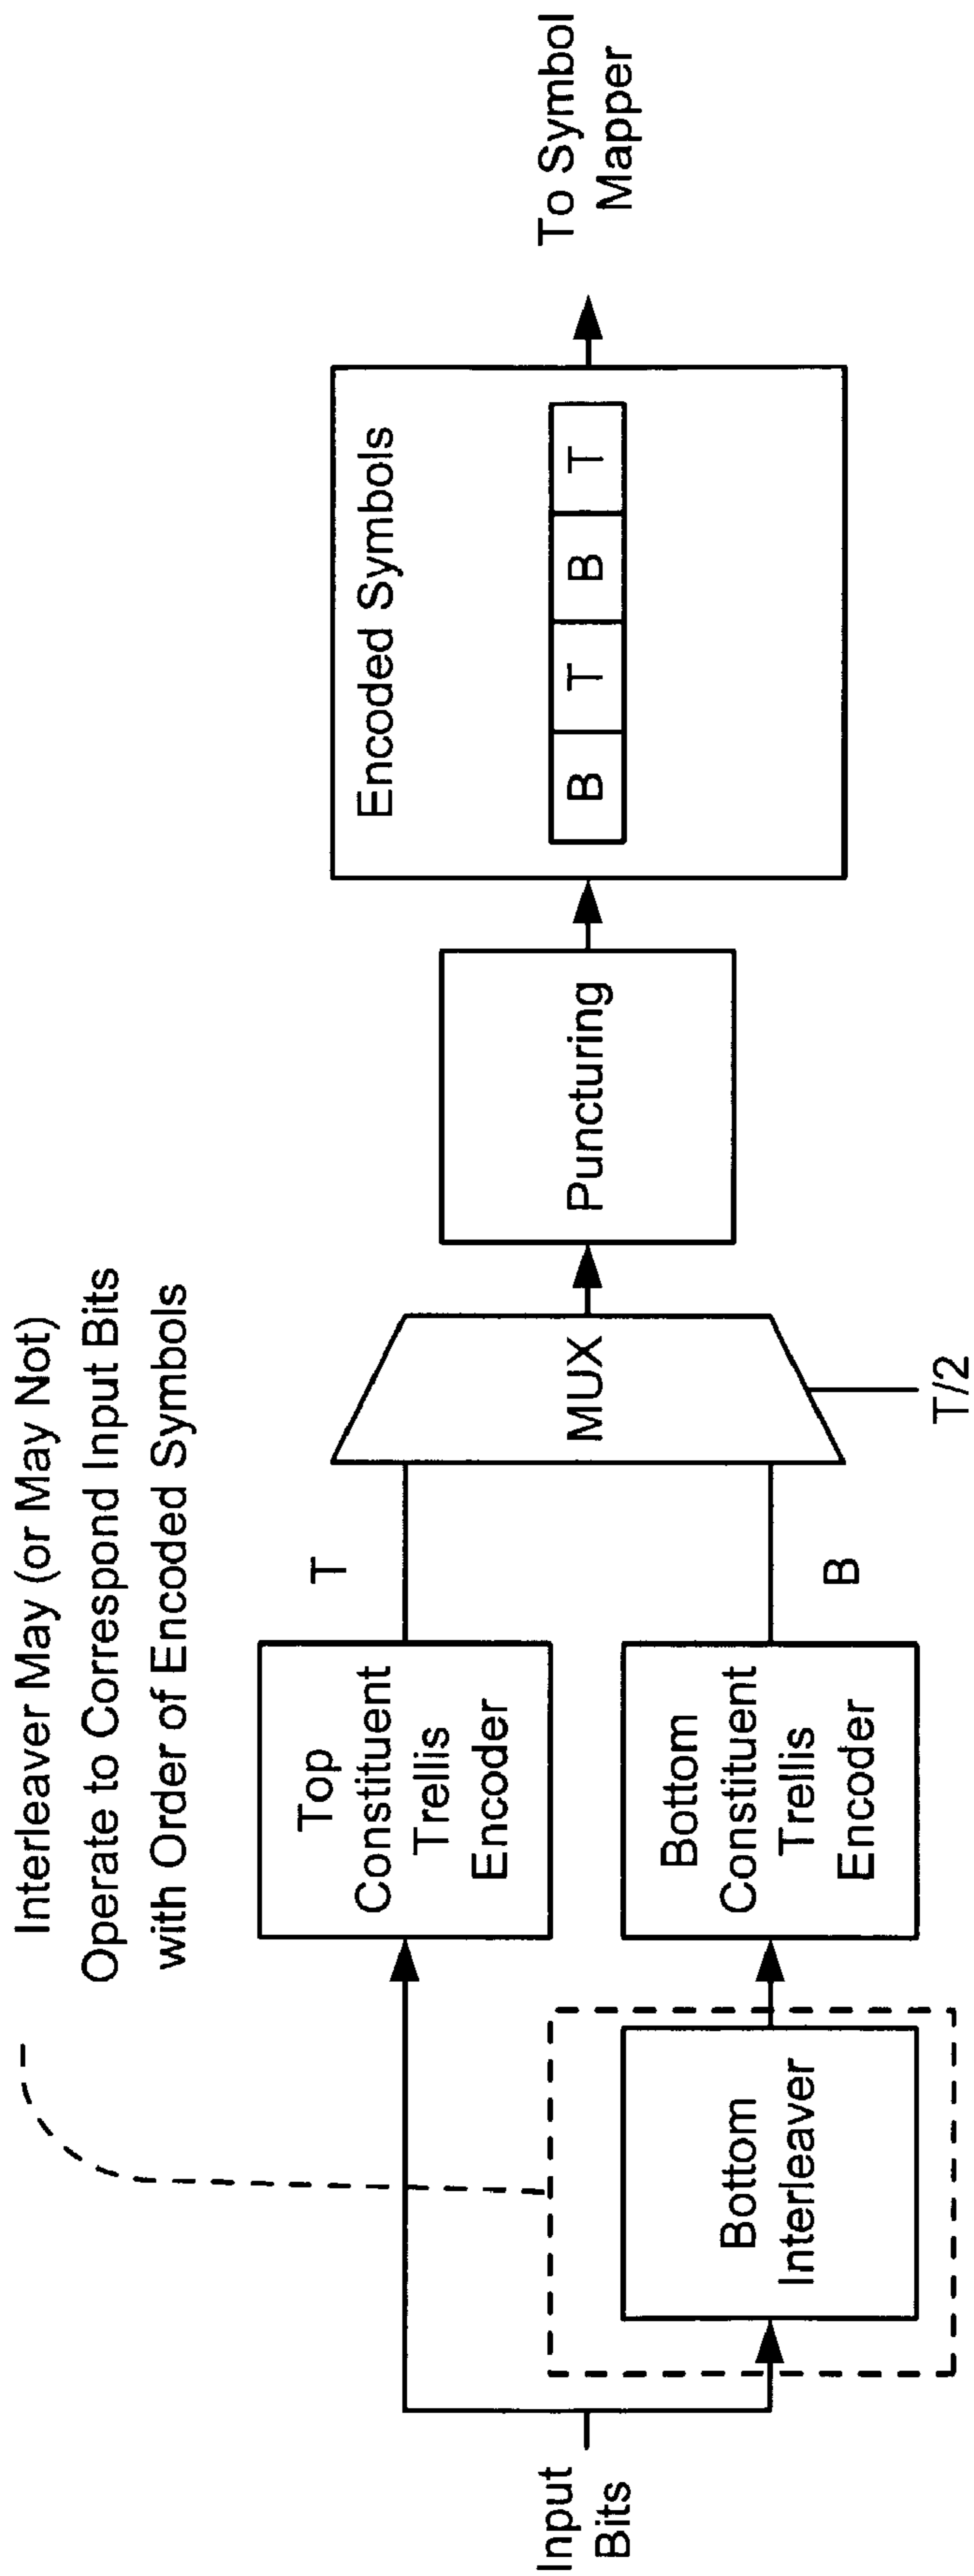 Interleaver May (or May Not)
Operate to Correspond Input Bits
with Order of Encoded Symbols
Input
Bits
Bottom
Interleaver
Top
Constituent
Trellis
Encoder
Bottom
Constituent
Trellis
Encoder
T
B
MUX
T/2
Puncturing
Encoded Symbols
B T B T
To Symbol
Mapper